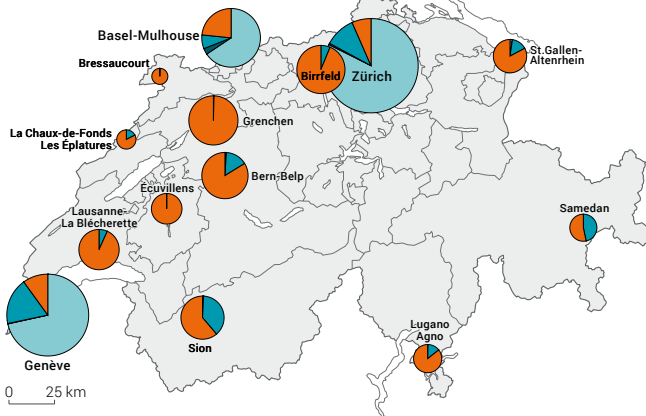 Basel-Mulhouse
Bressaucourt
Birrfeld
Zürich
St.Gallen-
Altenrhein
Grenchen
La Chaux-de-Fonds
Les Éplatures
Bern-Belp
Écuvillens
Lausanne-
La Blécherette
Samedan
Sion
Lugano
Agno
Genève
0 25 km